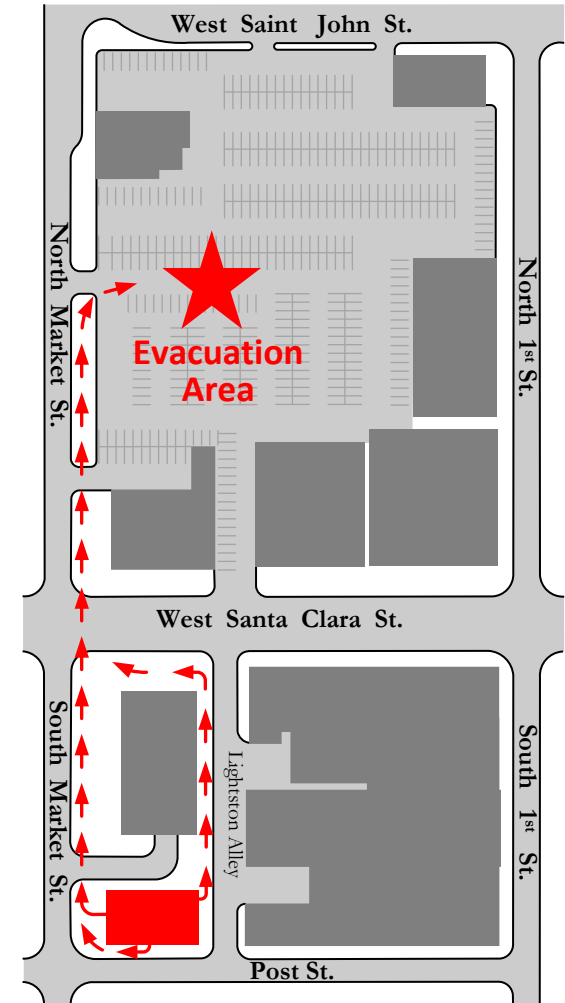 West Saint John St.
North Market St.
North 1st St.
Evacuation
Area
West Santa Clara St.
South Market St.
Lightston Alley
South 1st St.
Post St.